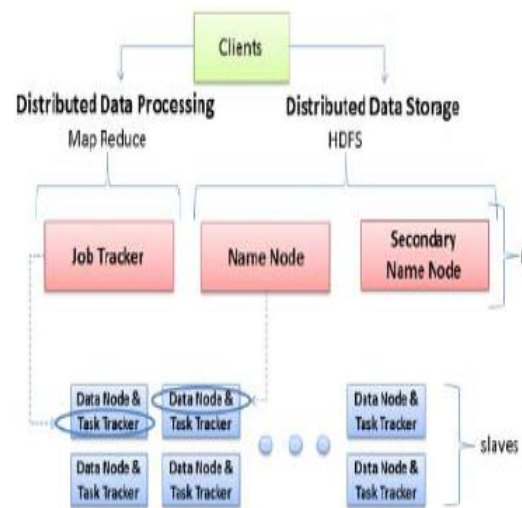 Clients
Distributed Data Processing
Map Reduce
Distributed Data Storage
HDFS
Job Tracker
Name Node
Secondary
Name Node
Data Node &
Task Tracker
Data Node &
Task Tracker
Data Node &
Task Tracker
slaves
Data Node &
Task Tracker
Data Node &
Task Tracker
Data Node &
Task Tracker